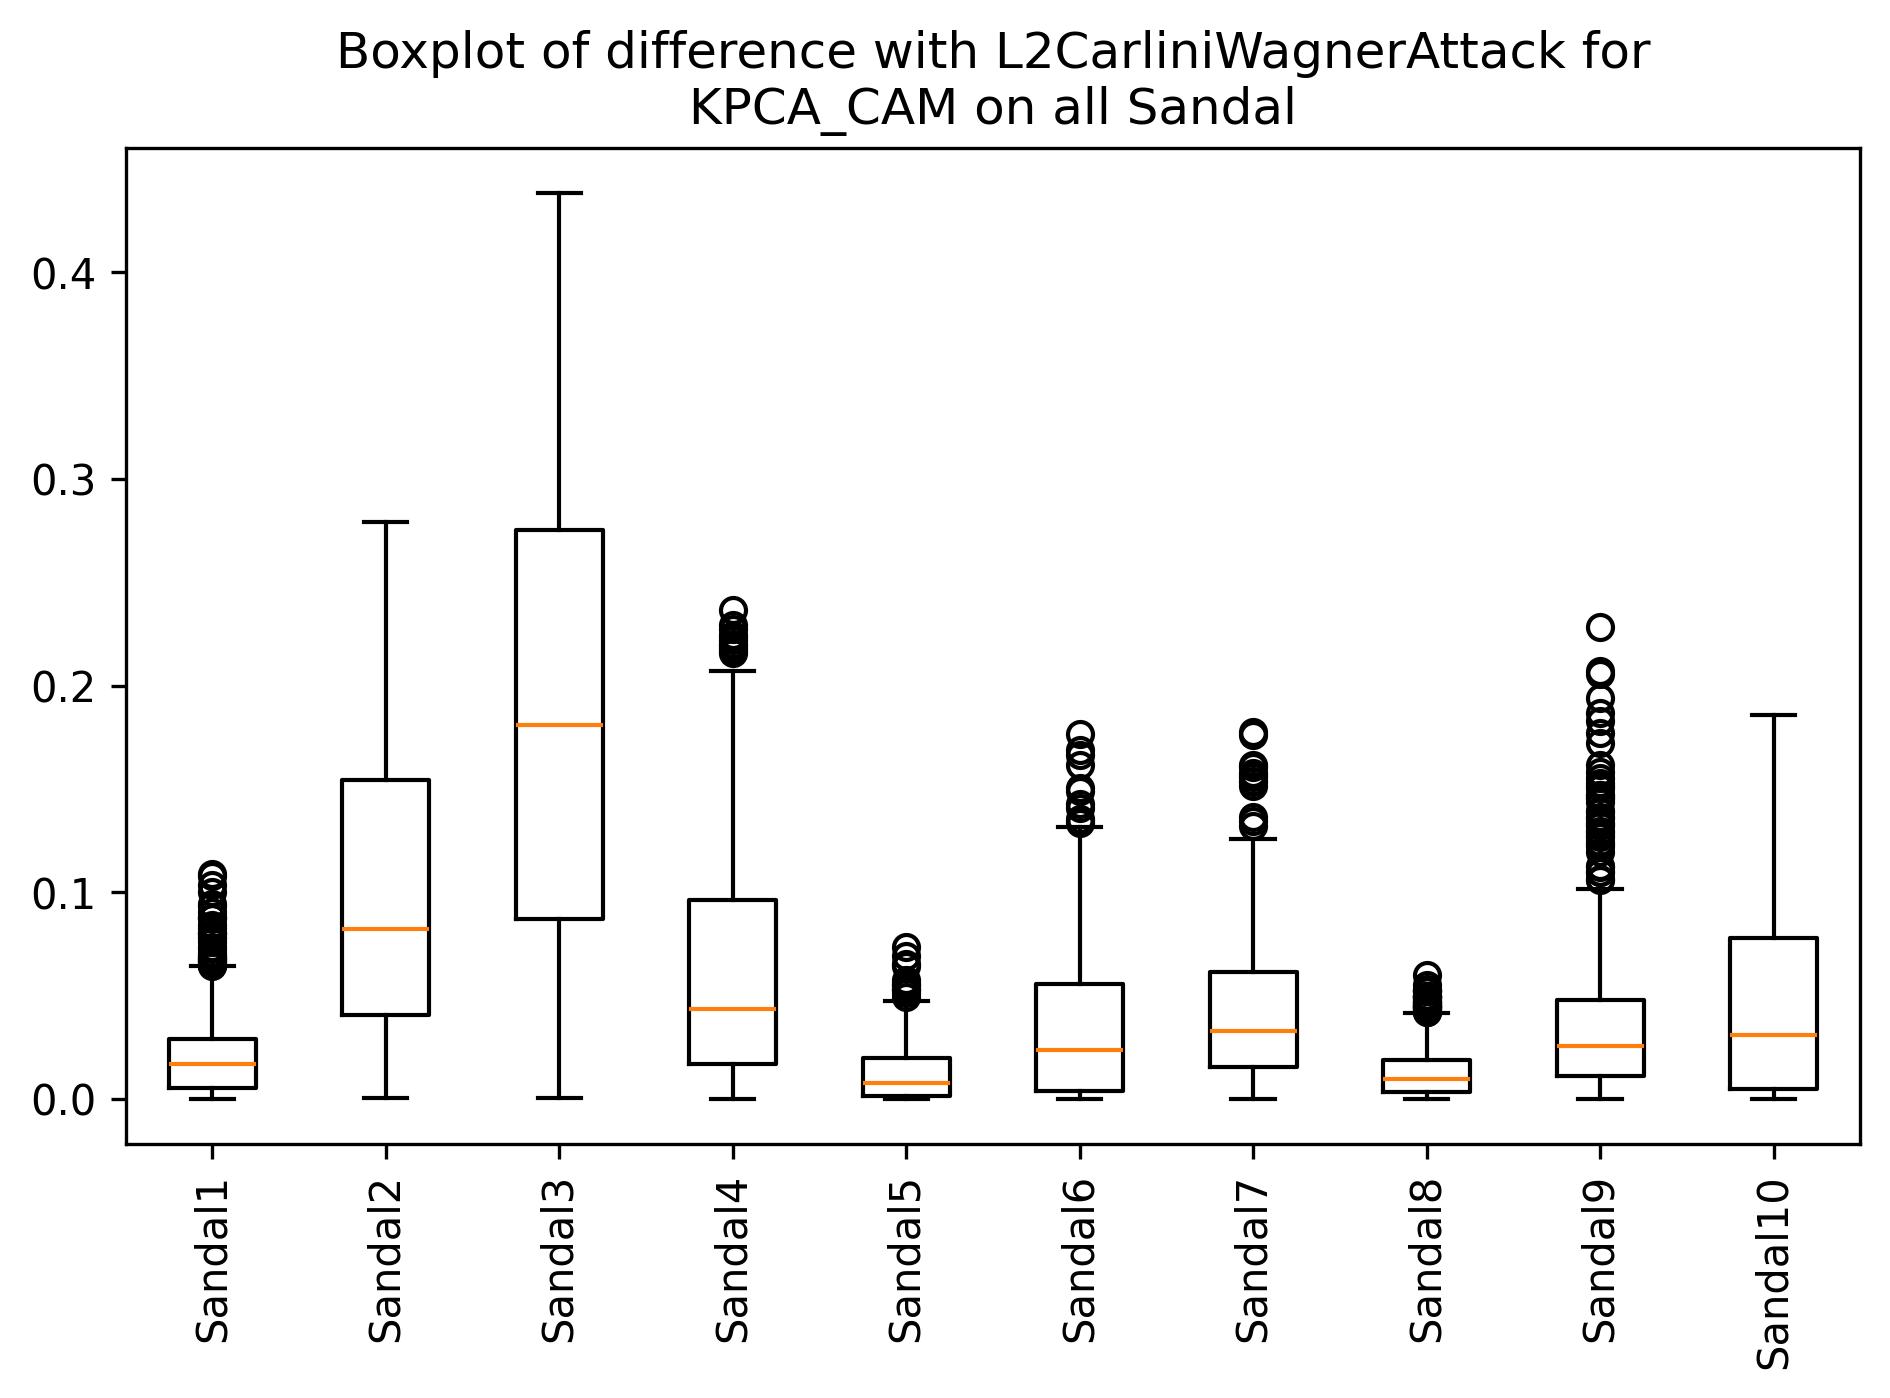 Boxplot of difference with L2CarliniWagnerAttack for
KPCA_CAM on all Sandal
0.4
0.3
0.2
0.1
0.0
Sandal1
Sandal2
Sandal3
Sandal4
Sandal5
Sandal6
Sandal7
Sandal8
Sandal9
Sandal10